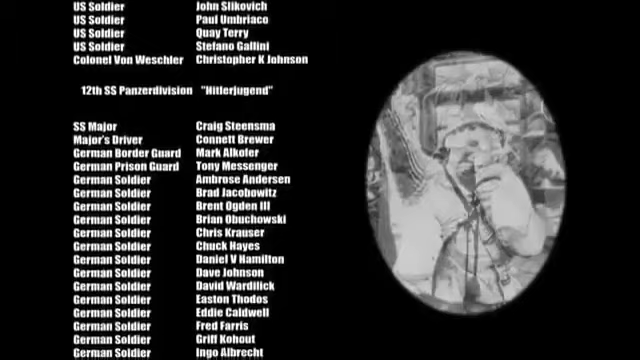 US Soldier John Slikovich
US Soldier Paul Umbriaco
US Soldier Quay Terry
US Soldier Stefano Gallini
Colonel Von Weschler Christopher K Johnson
12th SS Panzerdivision "Hitlerjugend"
SS Major Craig Steensma
Major's Driver Connett Brewer
German Border Guard Mark Alkofer
German Prison Guard Tony Messenger
German Soldier Ambrose Andersen
German Soldier Brad Jacobowitz
German Soldier Brent Ogden III
German Soldier Brian Obuchowski
German Soldier Chris Krauser
German Soldier Chuck Hayes
German Soldier Daniel V Hamilton
German Soldier Dave Johnson
German Soldier David Wardilick
German Soldier Easton Thodos
German Soldier Eddie Caldwell
German Soldier Fred Farris
German Soldier Griff Kohout
German Soldier Ingo Albrecht